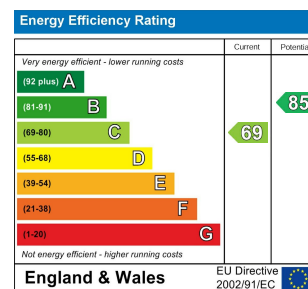 Energy Efficiency Rating
Current Potentia
Very energy efficient - lower running costs
(92 plus) A
(81-91) B 85
(69-80) C 69
(55-68) D
(39-54) E
(21-38) F
(1-20) G
Not energy efficient - higher running costs
England & Wales
EU Directive
2002/91/EC